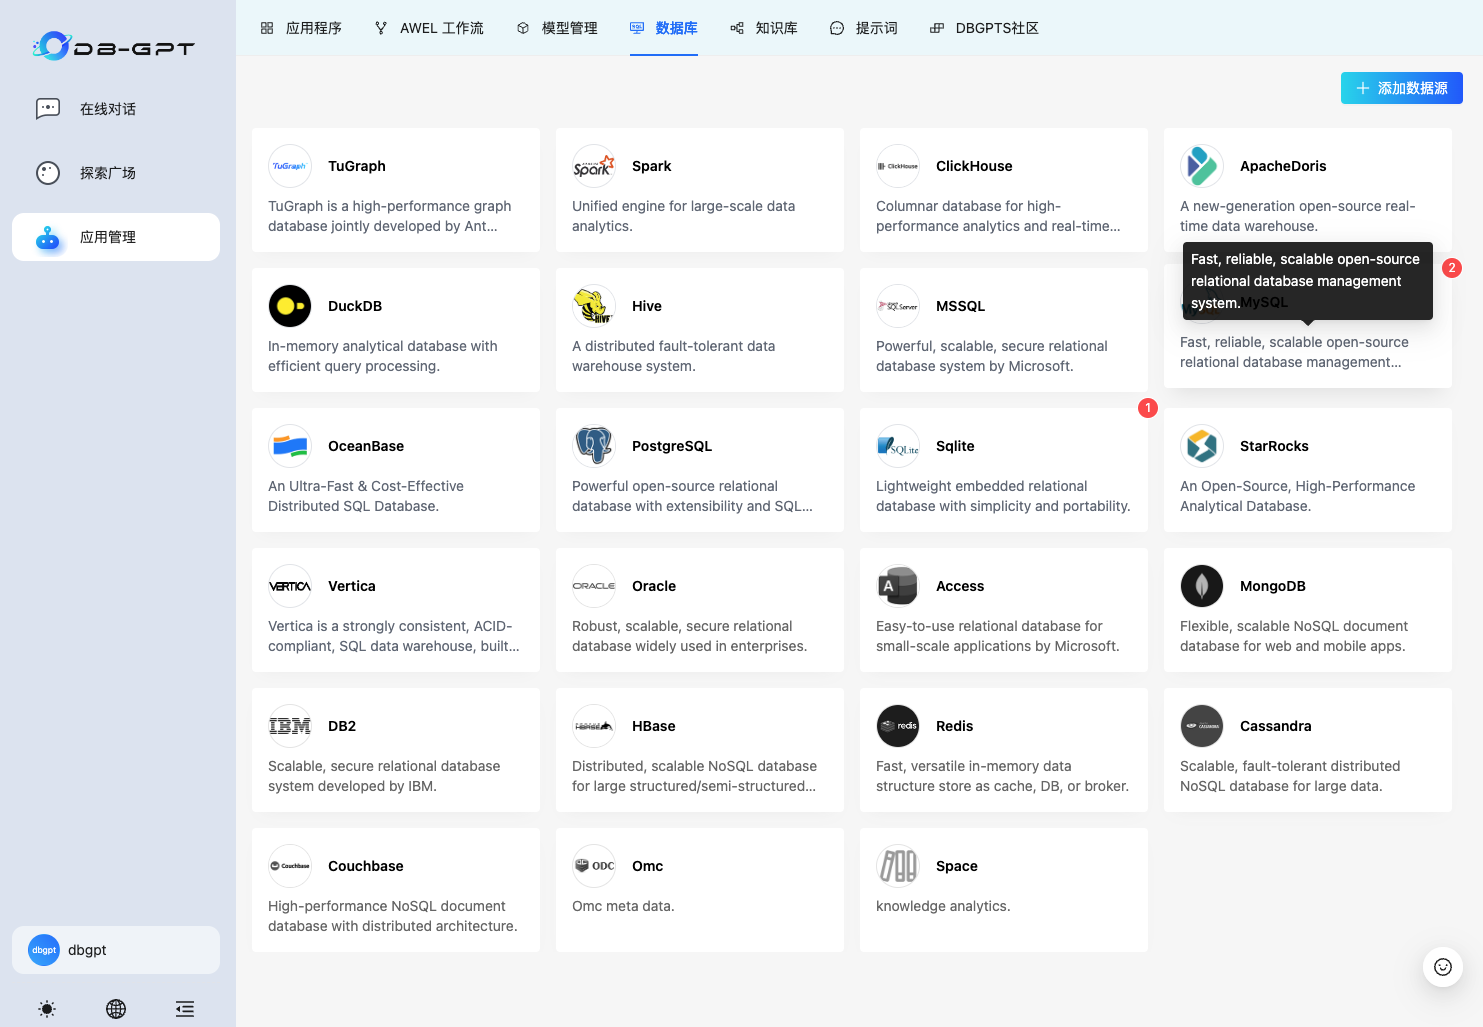 DB-GPT
在线对话
探索广场
应用管理
dbgpt
dbgpt
应用程序
AWEL 工作流
模型管理
数据库
知识库
提示词
DBGPTS社区
添加数据源
TuGraph
TuGraph
TuGraph is a high-performance graph
database jointly developed by Ant...
Spark
Spark
Unified engine for large-scale data
analytics.
ClickHouse
ClickHouse
Columnar database for high-
performance analytics and real-time...
ApacheDoris
A new-generation open-source real-
time data warehouse.
DuckDB
In-memory analytical database with
efficient query processing.
HIVE
Hive
A distributed fault-tolerant data
warehouse system.
SQL Server
MSSQL
Powerful, scalable, secure relational
database system by Microsoft.
Fast, reliable, scalable open-source
relational database management
system.
2
MySQL
Fast, reliable, scalable open-source
relational database management...
OceanBase
An Ultra-Fast & Cost-Effective
Distributed SQL Database.
PostgreSQL
Powerful open-source relational
database with extensibility and SQL...
1
SQLite
Sqlite
Lightweight embedded relational
database with simplicity and portability.
StarRocks
An Open-Source, High-Performance
Analytical Database.
VERTICA
Vertica
Vertica is a strongly consistent, ACID-
compliant, SQL data warehouse, built...
ORACLE
Oracle
Robust, scalable, secure relational
database widely used in enterprises.
A
Access
Easy-to-use relational database for
small-scale applications by Microsoft.
MongoDB
Flexible, scalable NoSQL document
database for web and mobile apps.
IBM
DB2
Scalable, secure relational database
system developed by IBM.
HBASE
HBase
Distributed, scalable NoSQL database
for large structured/semi-structured...
redis
Redis
Fast, versatile in-memory data
structure store as cache, DB, or broker.
Cassandra
Scalable, fault-tolerant distributed
NoSQL database for large data.
Couchbase
Couchbase
High-performance NoSQL document
database with distributed architecture.
ODC
Omc
Omc meta data.
Space
knowledge analytics.